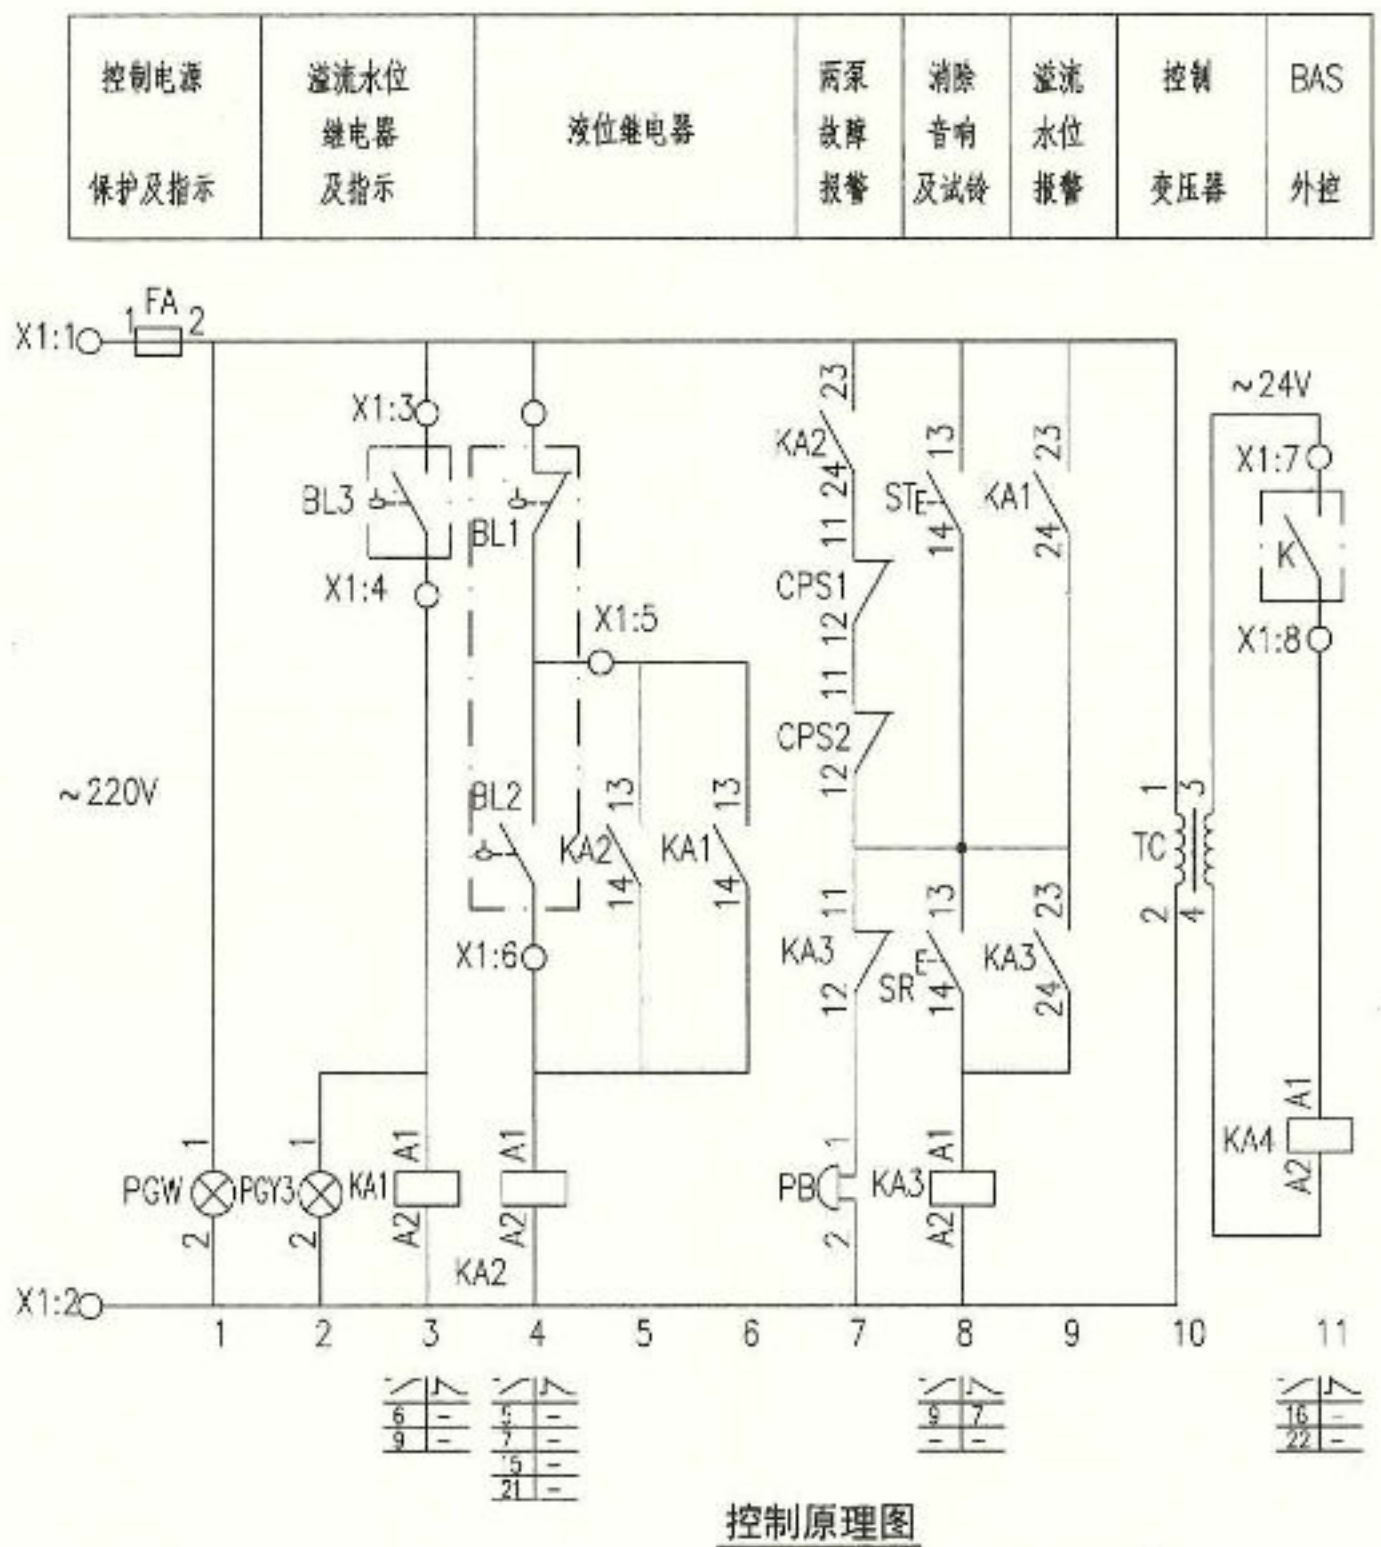 控制电源
保护及指示
溢流水位
继电器
及指示
液位继电器
两泵
故障
报警
消除
音响
及试铃
溢流
水位
报警
控制
变压器
BAS
外控
FA
X1:1
1
2
~24V
X1:3
23
KA2
24
13
23
X1:7
BL3
BL1
STE
14
KA1
24
K
X1:4
11
CPS1
12
X1:5
X1:8
11
CPS2
12
~220V
BL2
13
13
KA2
14
KA1
14
1
3
TC
2
4
X1:6
11
KA3
12
13
E
SR
14
23
KA3
24
1
PGW
2
1
PGY3
2
A1
KA1
A2
A1
A2
KA2
1
PB
2
A1
KA3
A2
A1
KA4
A2
X1:2
1 2 3 4 5 6 7 8 9 10 11
6 -
9 -
5 -
7 -
15 -
21 -
9 7
- -
16 -
22 -
控制原理图